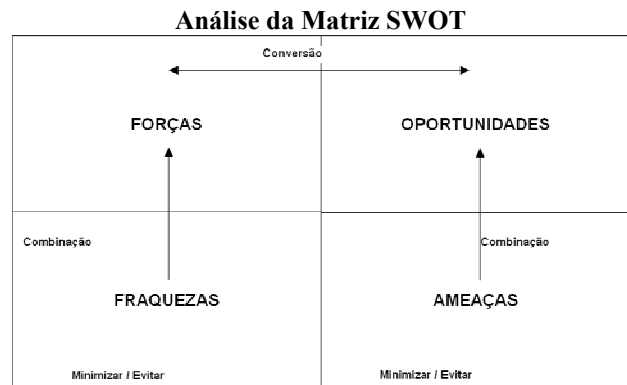 Análise da Matriz SWOT
Conversão
FORÇAS
OPORTUNIDADES
Combinação
Combinação
FRAQUEZAS
AMEAÇAS
Minimizar / Evitar
Minimizar / Evitar